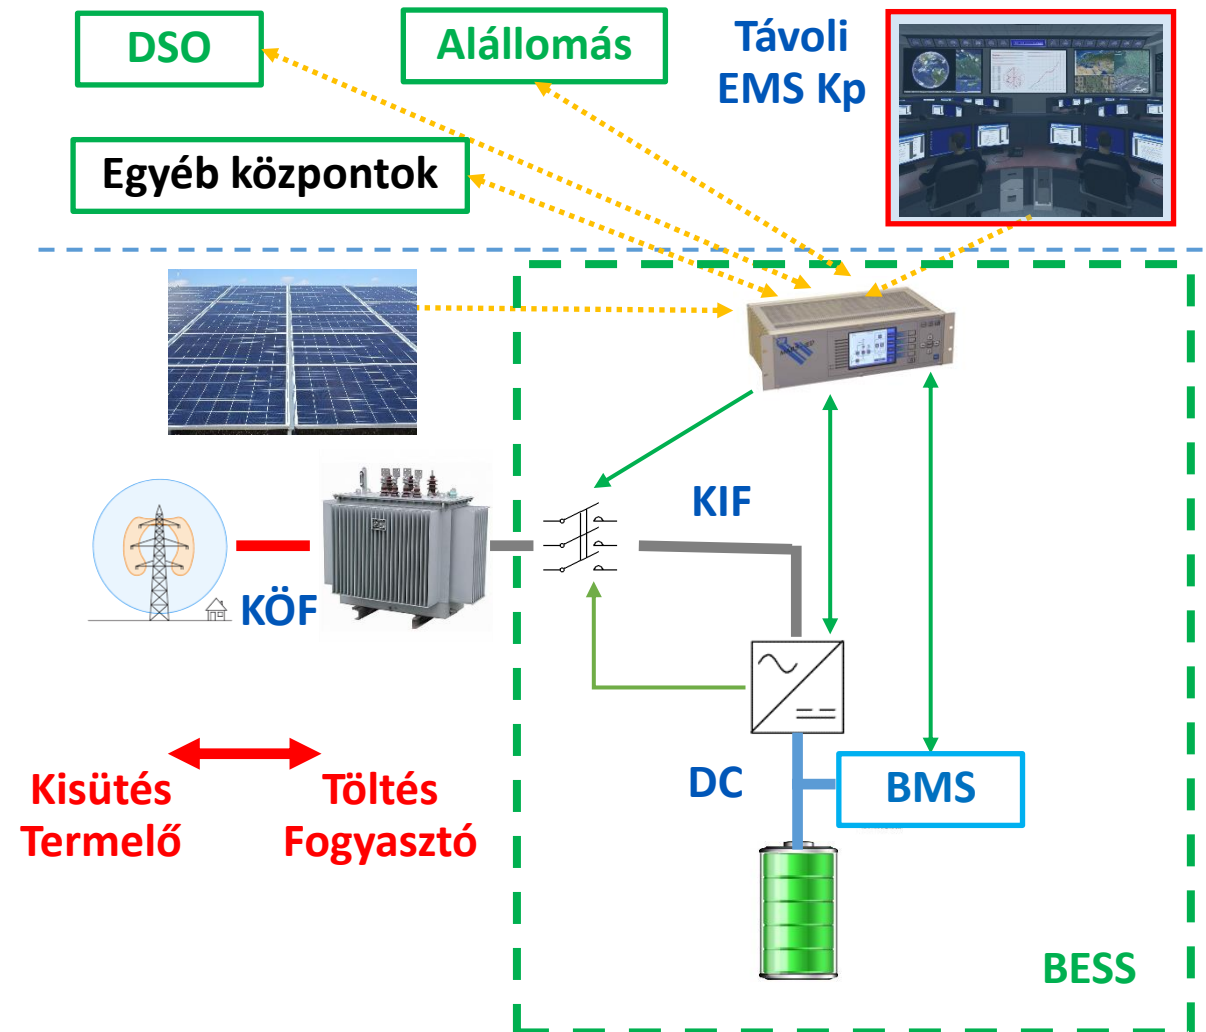 DSO
Alállomás
Távoli
EMS Kp
Egyéb központok
KIF
KÖF
Kisütés
Termelő
Töltés
Fogyasztó
DC
BMS
BESS